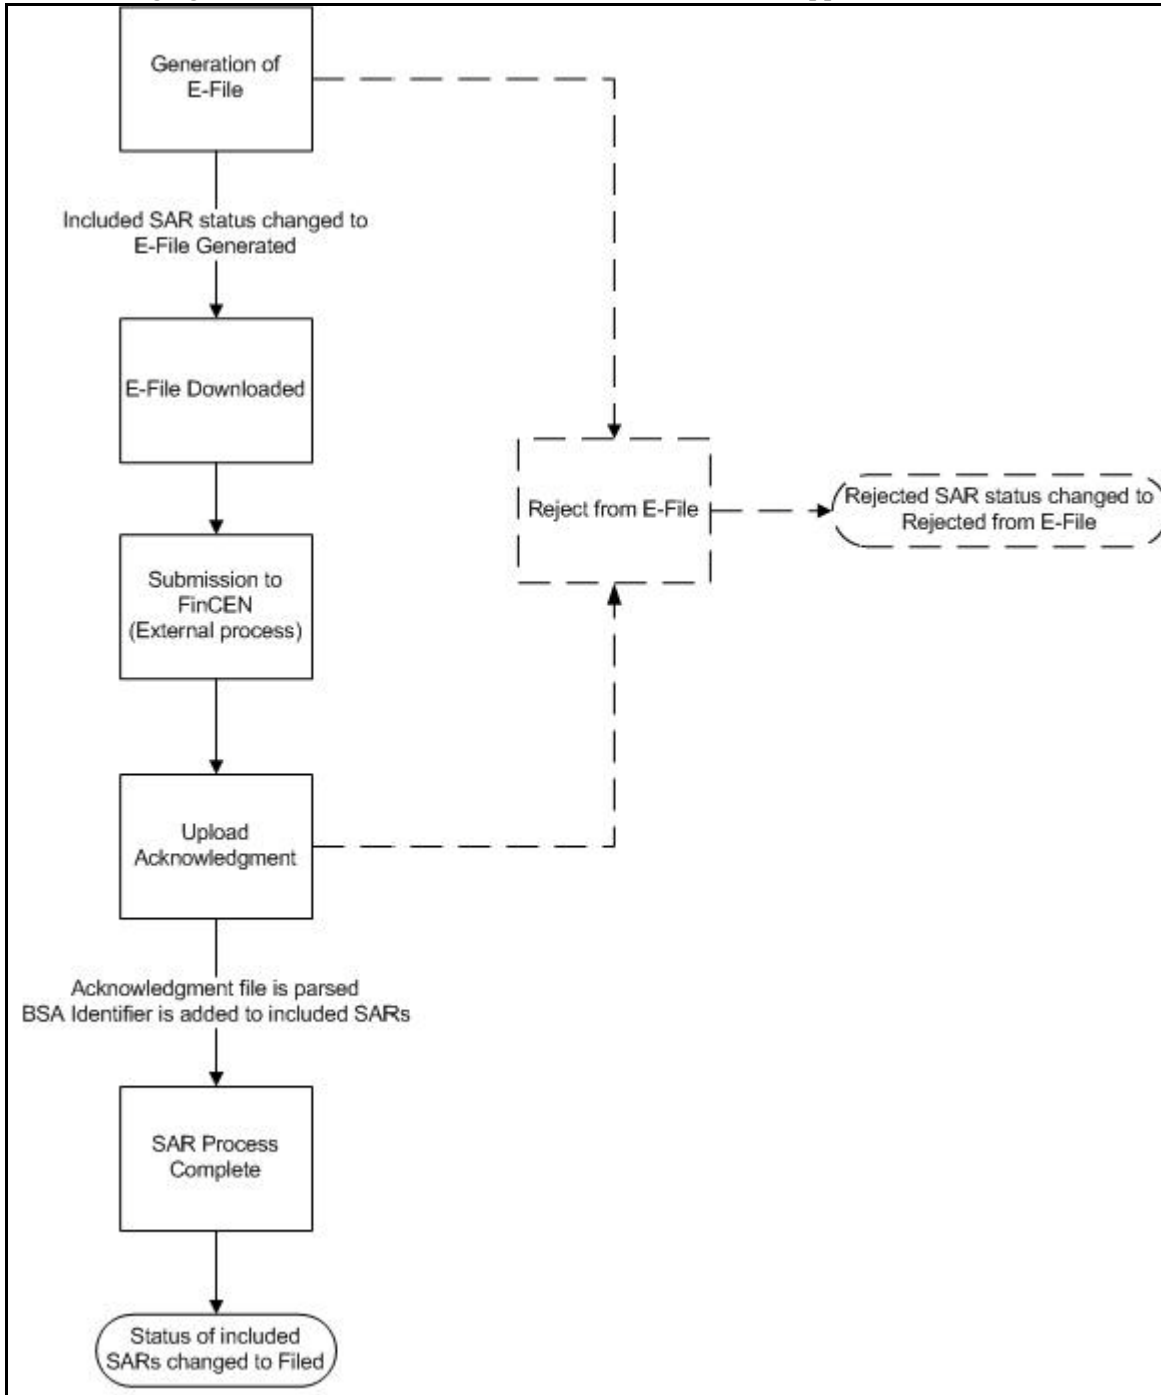 Generation of
E-File
Included SAR status changed to
E-File Generated
E-File Downloaded
Reject from E-File
Rejected SAR status changed to
Rejected from E-File
Submission to
FinCEN
(External process)
Upload
Acknowledgment
Acknowledgment file is parsed
BSA Identifier is added to included SARs
SAR Process
Complete
Status of included
SARs changed to Filed